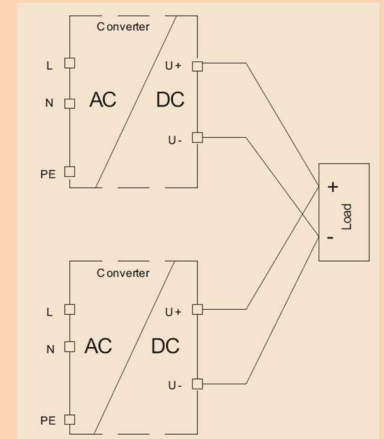 Converter
L
U+
N
AC
DC
U-
PE
+
-
Load
Converter
L
U+
N
AC
DC
U-
PE